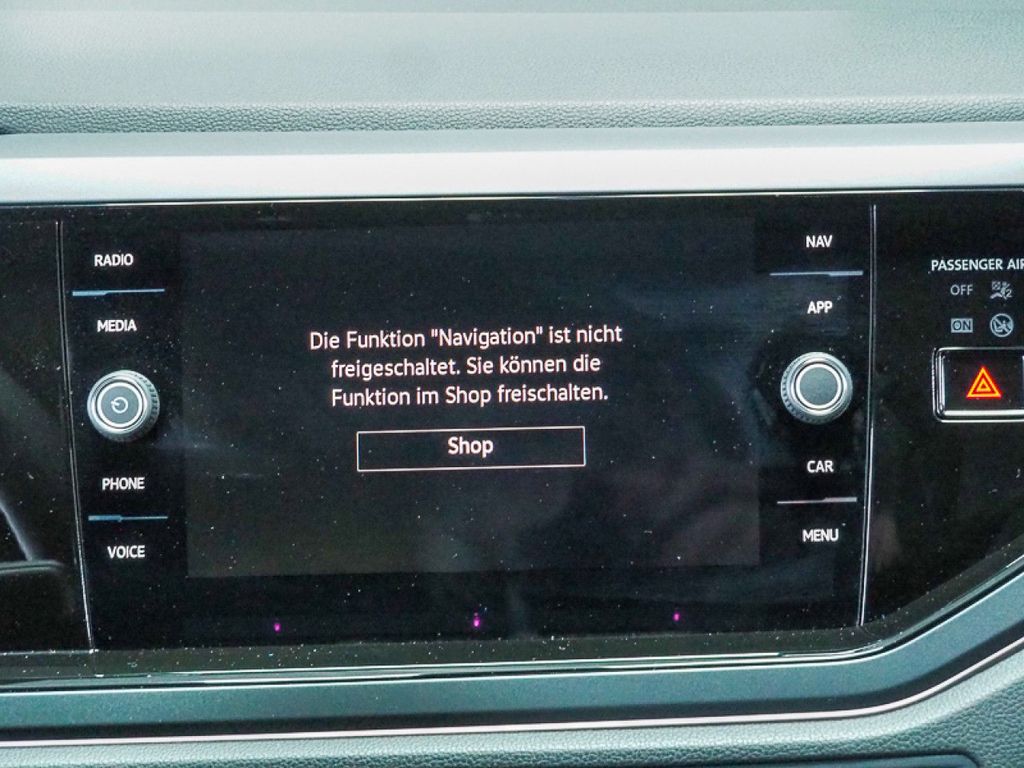 RADIO
MEDIA
PHONE
VOICE
Die Funktion "Navigation" ist nicht
freigeschaltet. Sie können die
Funktion im Shop freischalten.
Shop
NAV
APP
CAR
MENU
PASSENGER AIR
OFF
ON